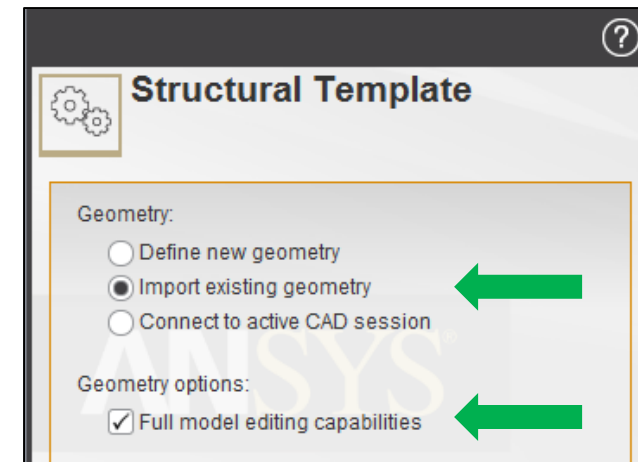 ?
Structural Template
Geometry:
Define new geometry
Import existing geometry
Connect to active CAD session
ANSYS®
Geometry options:
Full model editing capabilities